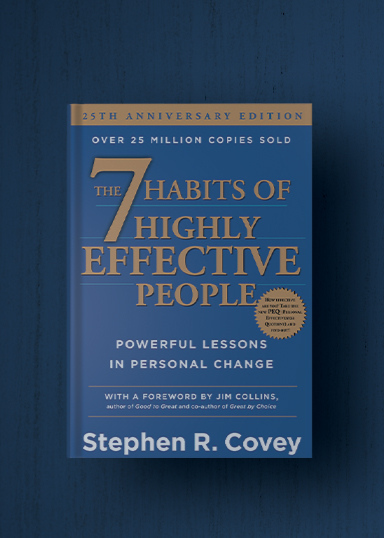 25TH ANNIVERSARY EDITION
OVER 25 MILLION COPIES SOLD
THE 7 HABITS OF
HIGHLY
EFFECTIVE
PEOPLE
POWERFUL LESSONS
IN PERSONAL CHANGE
WITH A FOREWORD BY JIM COLLINS,
author of Good to Great and co-author of Great by Choice
Stephen R. Covey